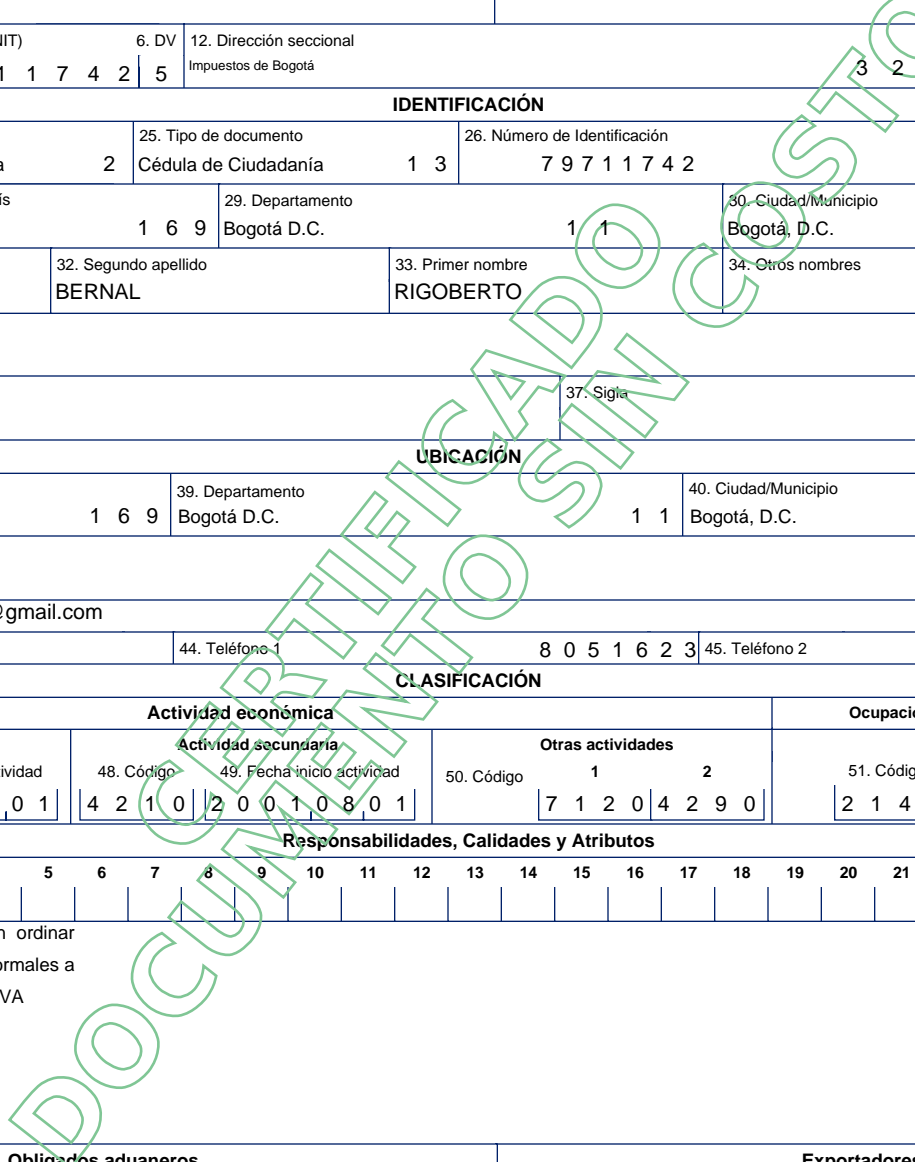 NIT) 6. DV 12. Dirección seccional
1 1 7 4 2 5 Impuestos de Bogotá 3 2
IDENTIFICACIÓN
25. Tipo de documento 26. Número de Identificación
a 2 Cédula de Ciudadanía 1 3 7 9 7 1 1 7 4 2
ís 29. Departamento 30. Ciudad/Municipio
1 6 9 Bogotá D.C. 1 1 Bogotá, D.C.
32. Segundo apellido 33. Primer nombre 34. Otros nombres
BERNAL RIGOBERTO
37. Sigla
UBICACIÓN
39. Departamento 40. Ciudad/Municipio
1 6 9 Bogotá D.C. 1 1 Bogotá, D.C.
@gmail.com
44. Teléfono 1 8 0 5 1 6 2 3 45. Teléfono 2
CLASIFICACIÓN
Actividad económica Ocupació
Actividad secundaria Otras actividades
ividad 48. Código 49. Fecha inicio actividad 50. Código 1 2 51. Códig
0 1 4 2 1 0 2 0 0 1 0 8 0 1 7 1 2 0 4 2 9 0 2 1 4
Responsabilidades, Calidades y Atributos
5 6 7 8 9 10 11 12 13 14 15 16 17 18 19 20 21
n ordinar
ormales a
VA
Obligados aduaneros Exportadores
CERTIFICADO
DOCUMENTO SIN COSTO